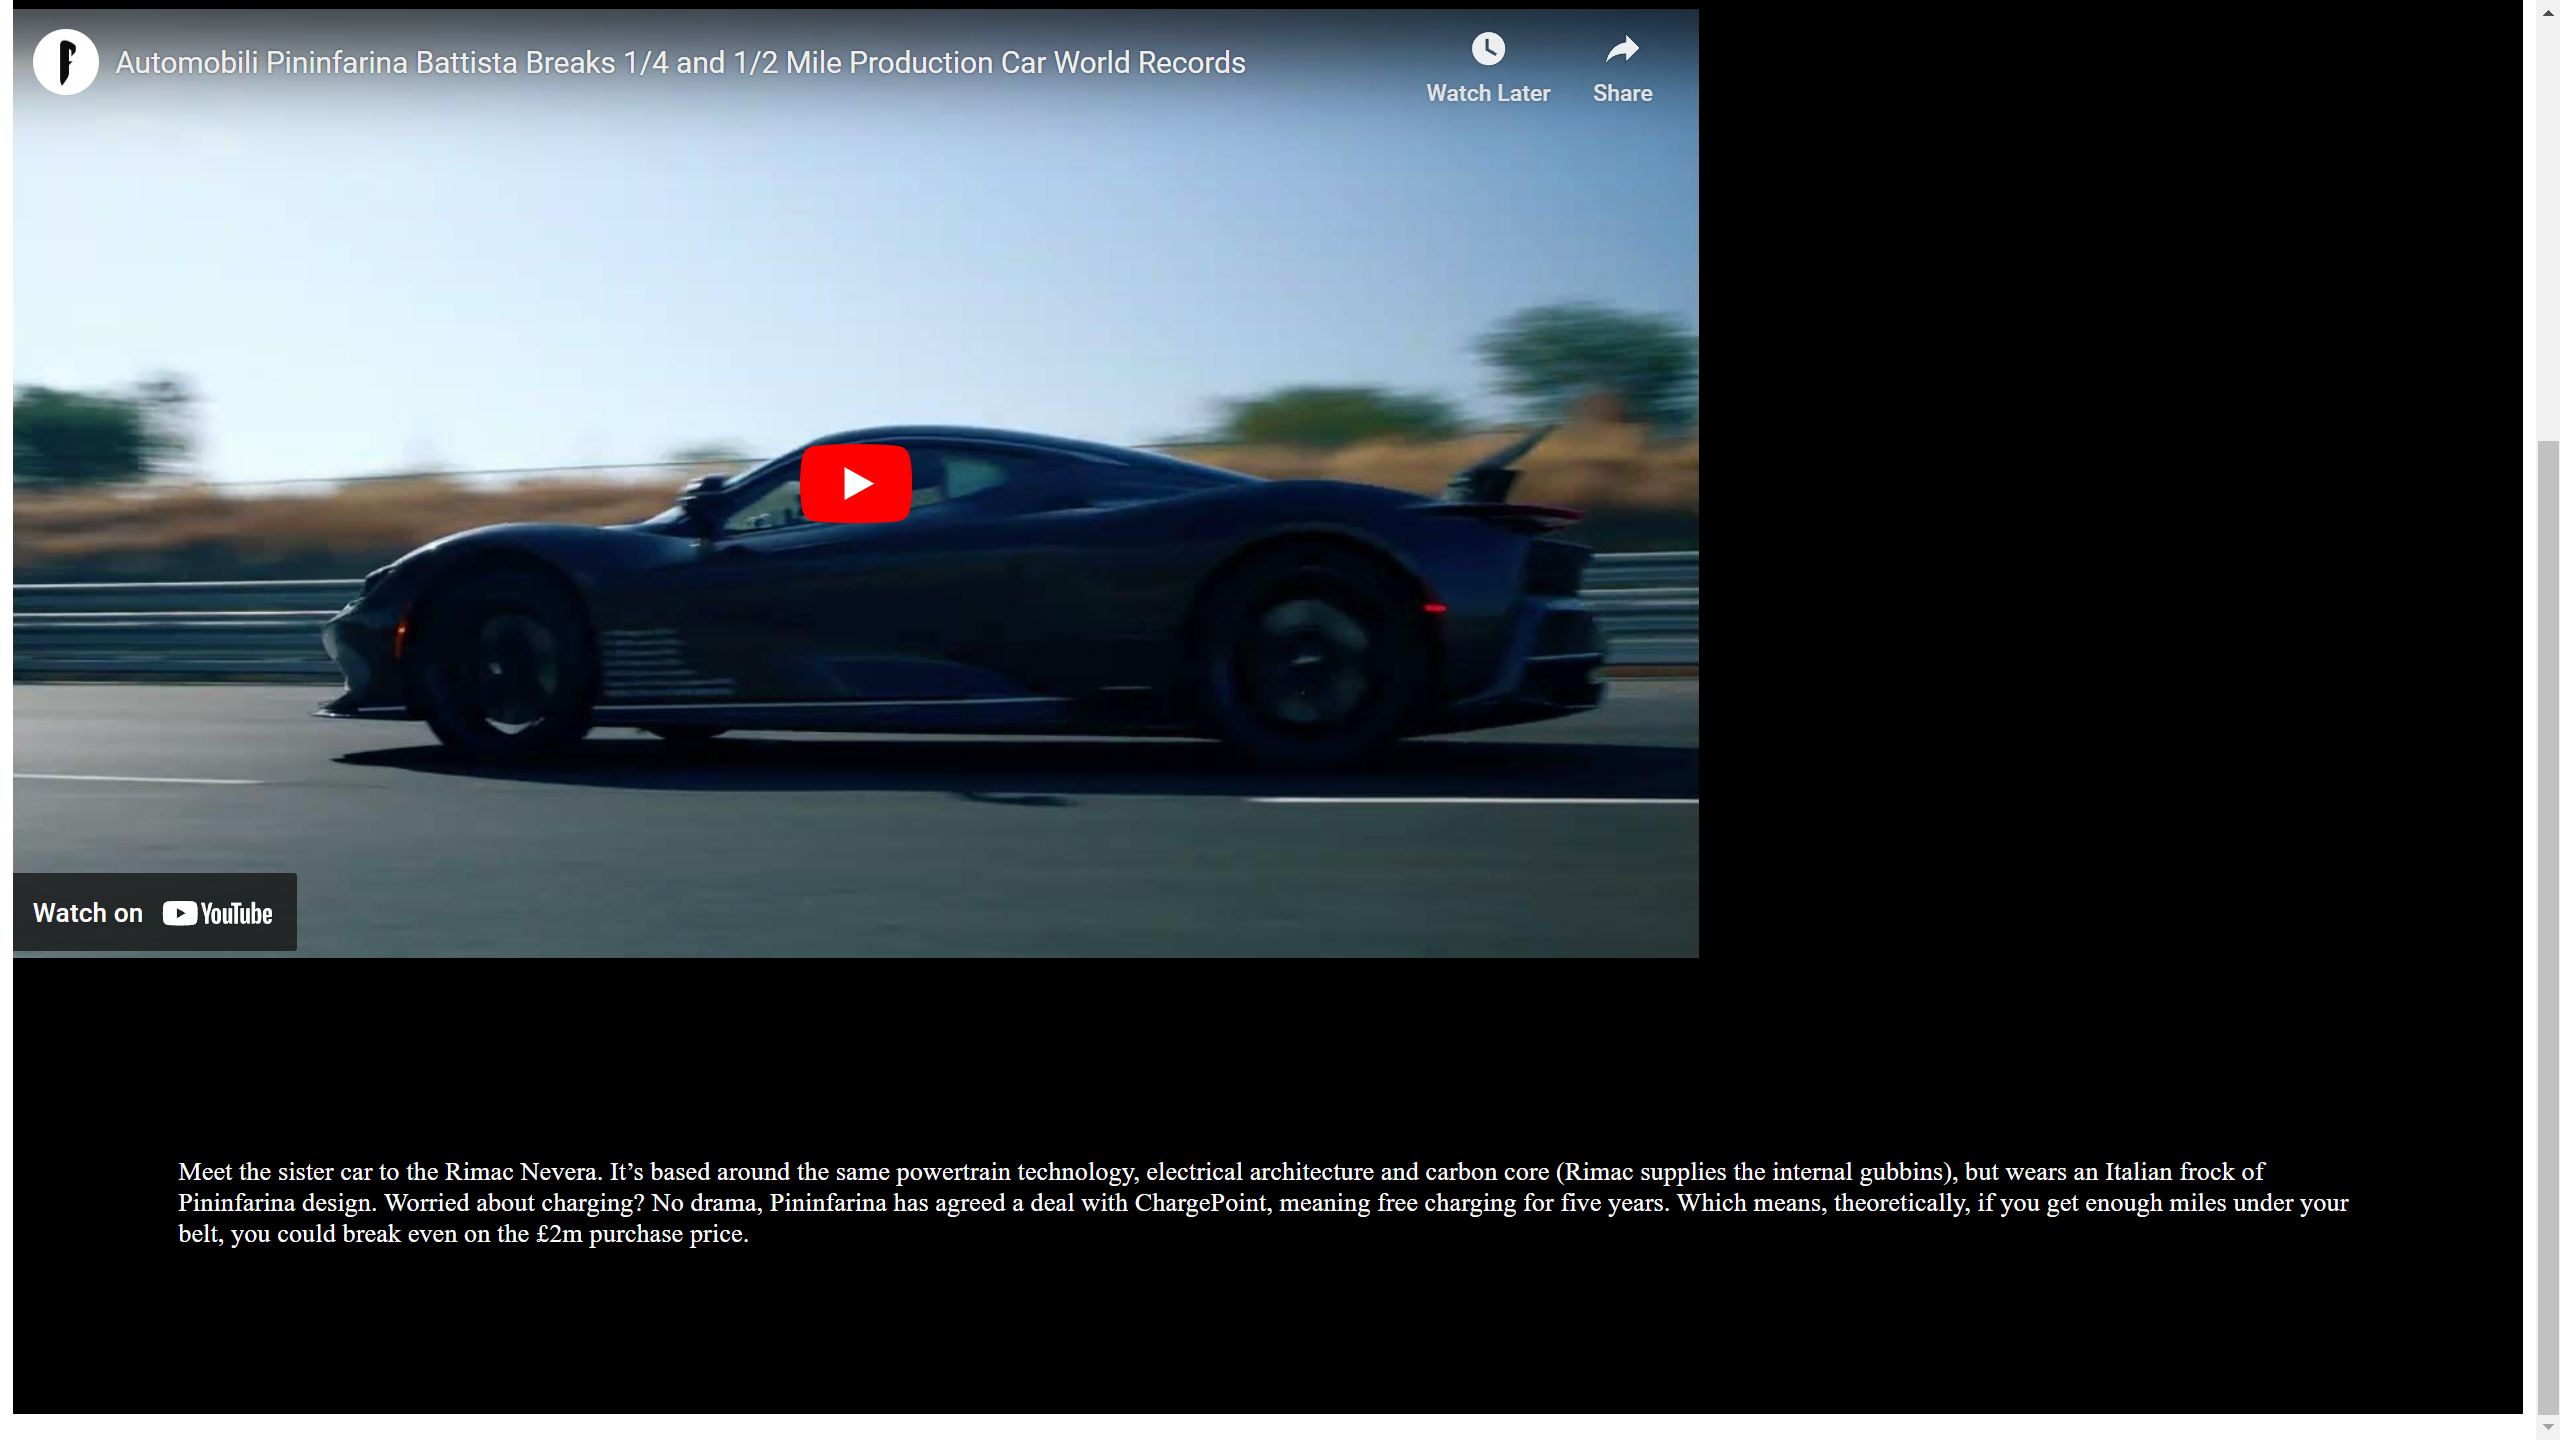 Automobili Pininfarina Battista Breaks 1/4 and 1/2 Mile Production Car World Records
Watch Later
Share
Watch on YouTube
Meet the sister car to the Rimac Nevera. It’s based around the same powertrain technology, electrical architecture and carbon core (Rimac supplies the internal gubbins), but wears an Italian frock of
Pininfarina design. Worried about charging? No drama, Pininfarina has agreed a deal with ChargePoint, meaning free charging for five years. Which means, theoretically, if you get enough miles under your
belt, you could break even on the £2m purchase price.